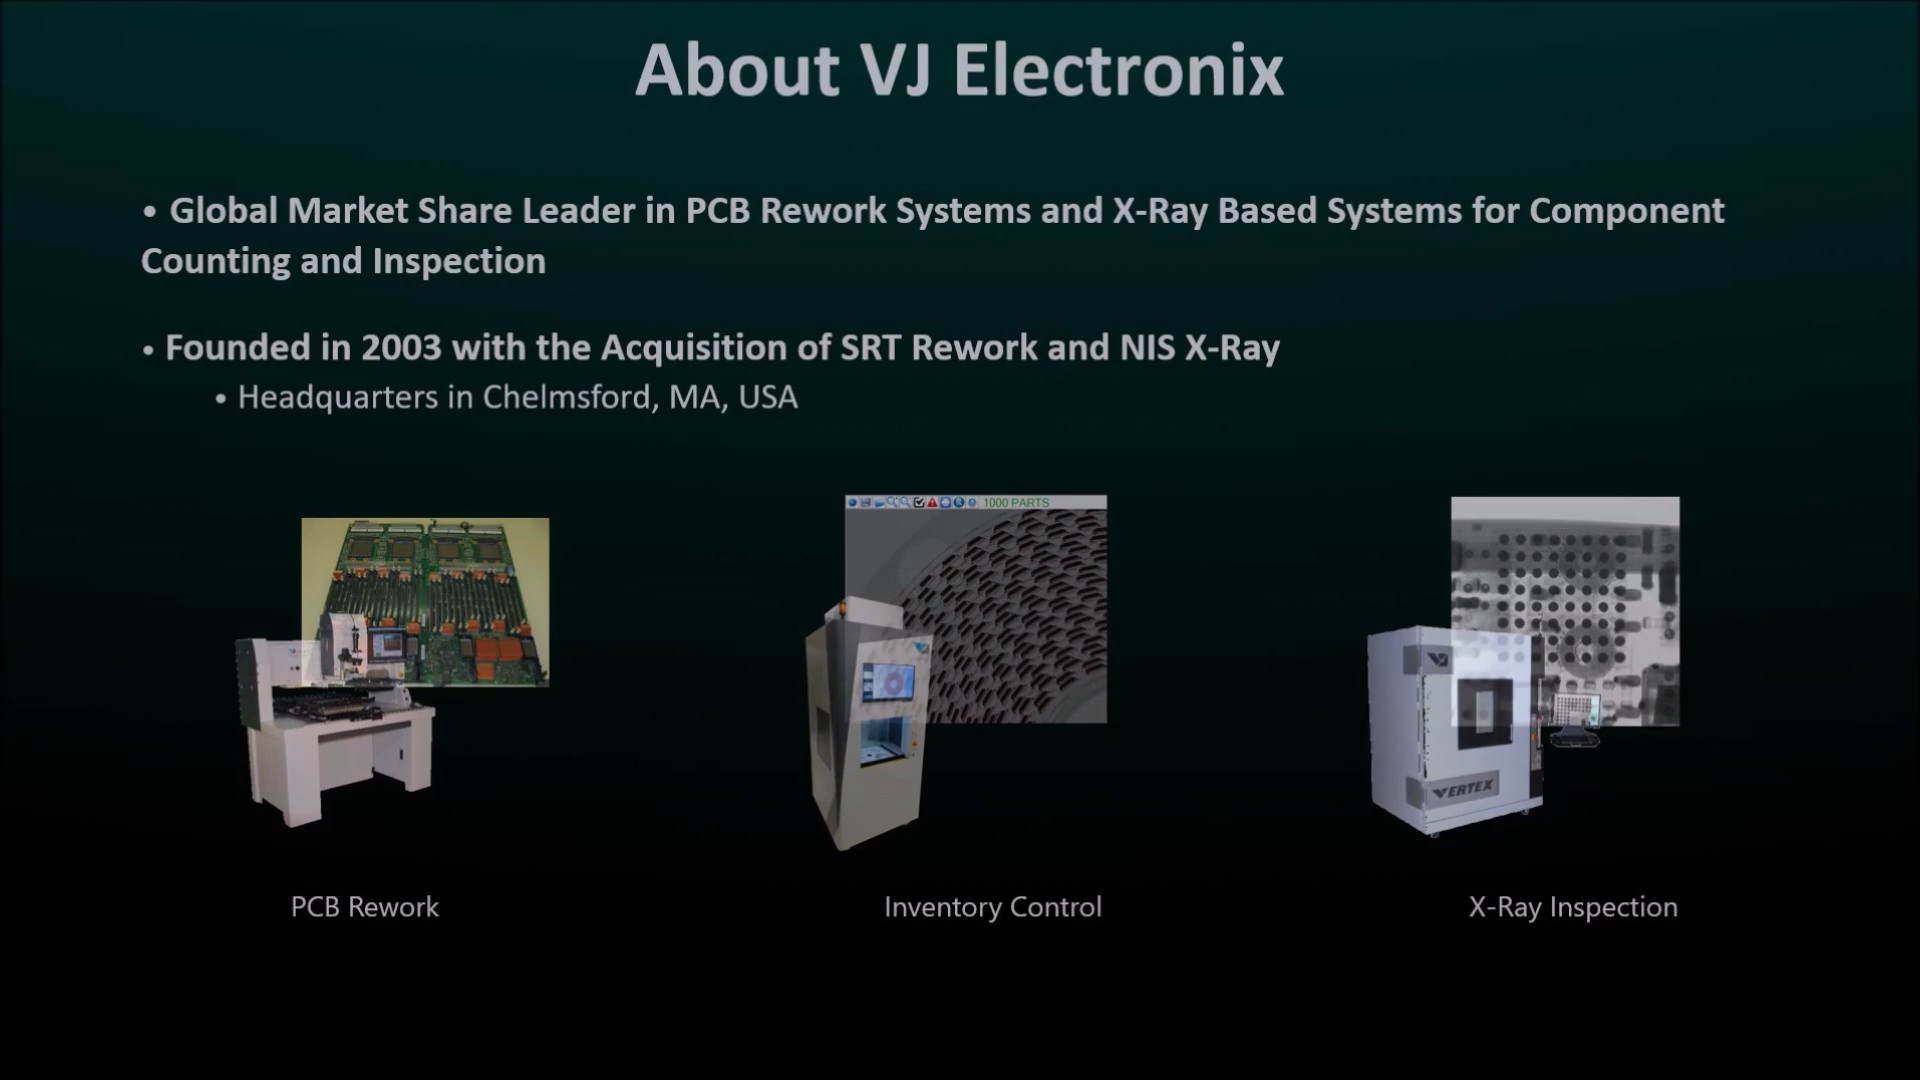 About VJ Electronix
• Global Market Share Leader in PCB Rework Systems and X-Ray Based Systems for Component
Counting and Inspection
• Founded in 2003 with the Acquisition of SRT Rework and NIS X-Ray
• Headquarters in Chelmsford, MA, USA
1000 PARTS
VERTEX
PCB Rework
Inventory Control
X-Ray Inspection